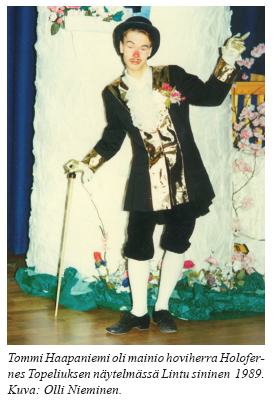 Tommi Haapaniemi oli mainio hoviherra Holofer-
nes Topeliuksen näytelmässä Lintu sininen 1989.
Kuva: Olli Nieminen.